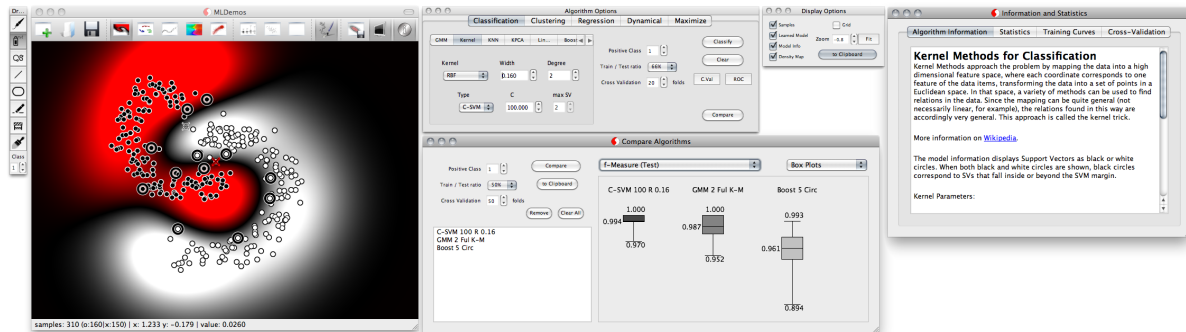 Dr...
MLDemos
Class
1
samples: 310 (o:160|x:150) | x: 1.233 y: -0.179 | value: 0.0260
Algorithm Options
Classification Clustering Regression Dynamical Maximize
GMM Kernel KNN KPCA Lin... Boost
Kernel Width Degree
RBF 0.160 2
Type C max SV
C-SVM 100.000 2
Positive Class 1
Train / Test ratio 66%
Cross Validation 20 folds
Classify
Clear
C.Val ROC
Compare
Display Options
Samples Grid
Learned Model Zoom -0.8 Fit
Model Info
Density Map to Clipboard
Compare Algorithms
Positive Class 1 Compare
Train / Test ratio 50% to Clipboard
Cross Validation 50 folds
Remove Clear All
C-SVM 100 R 0.16
GMM 2 Ful K-M
Boost 5 Circ
f-Measure (Test) Box Plots
C-SVM 100 R 0.16 GMM 2 Ful K-M Boost 5 Circ
1.000 1.000 0.993
0.994 0.987 0.961
0.970 0.952 0.894
Information and Statistics
Algorithm Information Statistics Training Curves Cross-Validation
Kernel Methods for Classification
Kernel Methods approach the problem by mapping the data into a high
dimensional feature space, where each coordinate corresponds to one
feature of the data items, transforming the data into a set of points in a
Euclidean space. In that space, a variety of methods can be used to find
relations in the data. Since the mapping can be quite general (not
necessarily linear, for example), the relations found in this way are
accordingly very general. This approach is called the kernel trick.
More information on Wikipedia.
The model information displays Support Vectors as black or white
circles. When both black and white circles are shown, black circles
correspond to SVs that fall inside or beyond the SVM margin.
Kernel Parameters: